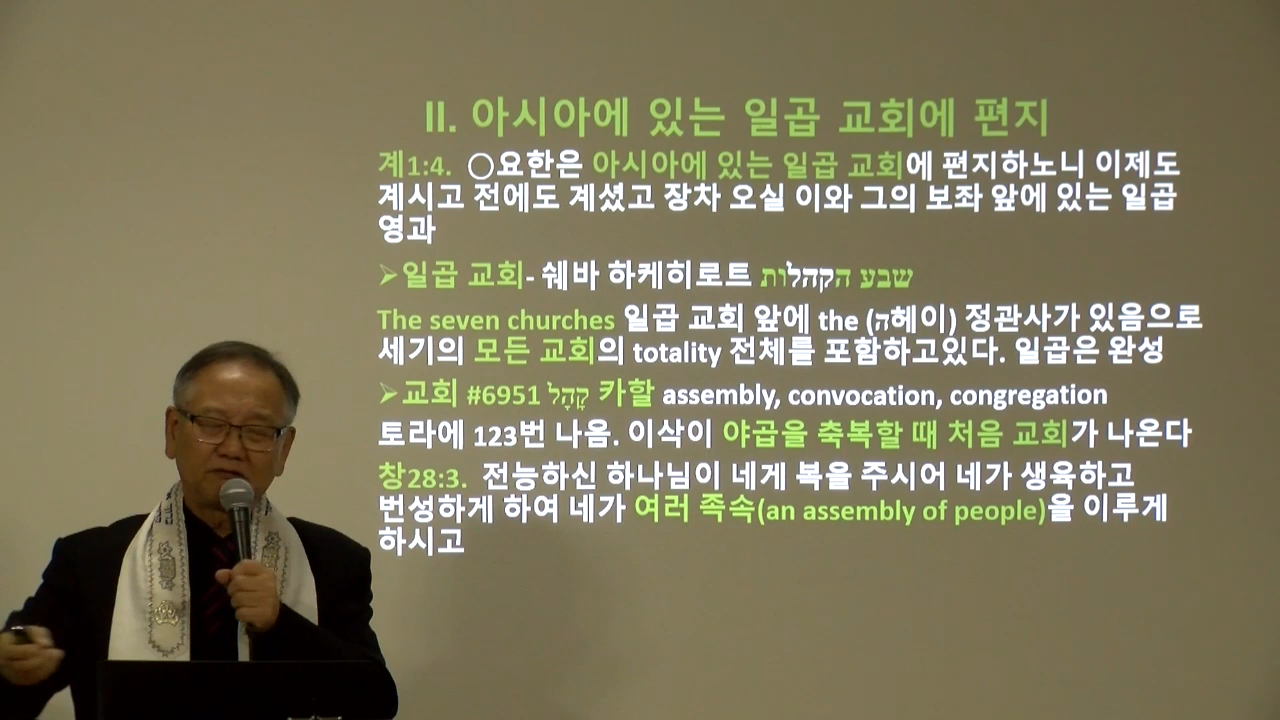 II. 아시아에 있는 일곱 교회에 편지
계1:4. ○요한은 아시아에 있는 일곱 교회에 편지하노니 이제도
계시고 전에도 계셨고 장차 오실 이와 그의 보좌 앞에 있는 일곱
영과
➢일곱 교회- 쉐바 하케히로트 שבע הקהלות
The seven churches 일곱 교회 앞에 the (ה헤이) 정관사가 있음으로
세기의 모든 교회의 totality 전체를 포함하고있다. 일곱은 완성
➢교회 #6951 קָהָל 카할 assembly, convocation, congregation
토라에 123번 나옴. 이삭이 야곱을 축복할 때 처음 교회가 나온다
창28:3. 전능하신 하나님이 네게 복을 주시어 네가 생육하고
번성하게 하여 네가 여러 족속(an assembly of people)을 이루게
하시고